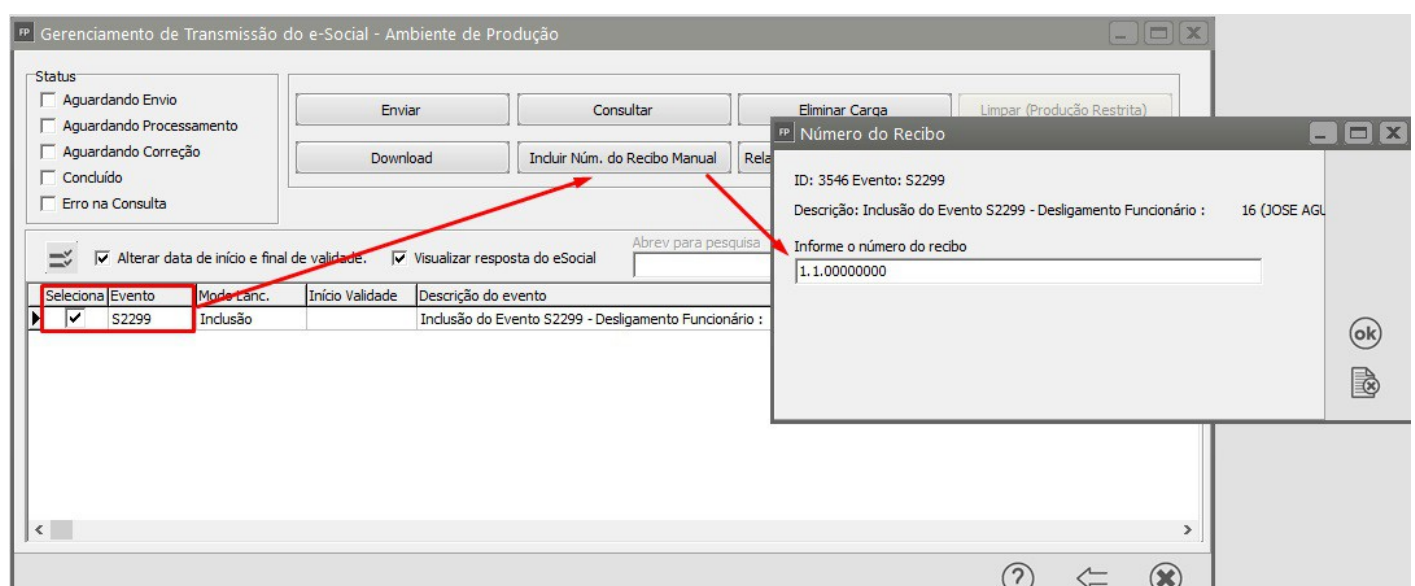 FP Gerenciamento de Transmissão do e-Social - Ambiente de Produção
Status
Aguardando Envio
Aguardando Processamento
Aguardando Correção
Concluído
Erro na Consulta
Enviar Consultar Eliminar Carga Limpar (Produção Restrita)
Download Incluir Núm. do Recibo Manual Rela
FP Número do Recibo
ID: 3546 Evento: S2299
Descrição: Inclusão do Evento S2299 - Desligamento Funcionário : 16 (JOSE AGU
Informe o número do recibo
1.1.00000000
ok
Alterar data de início e final de validade. Visualizar resposta do eSocial Abrev para pesquisa
Seleciona Evento Modo Lanc. Início Validade Descrição do evento
S2299 Inclusão Inclusão do Evento S2299 - Desligamento Funcionário :